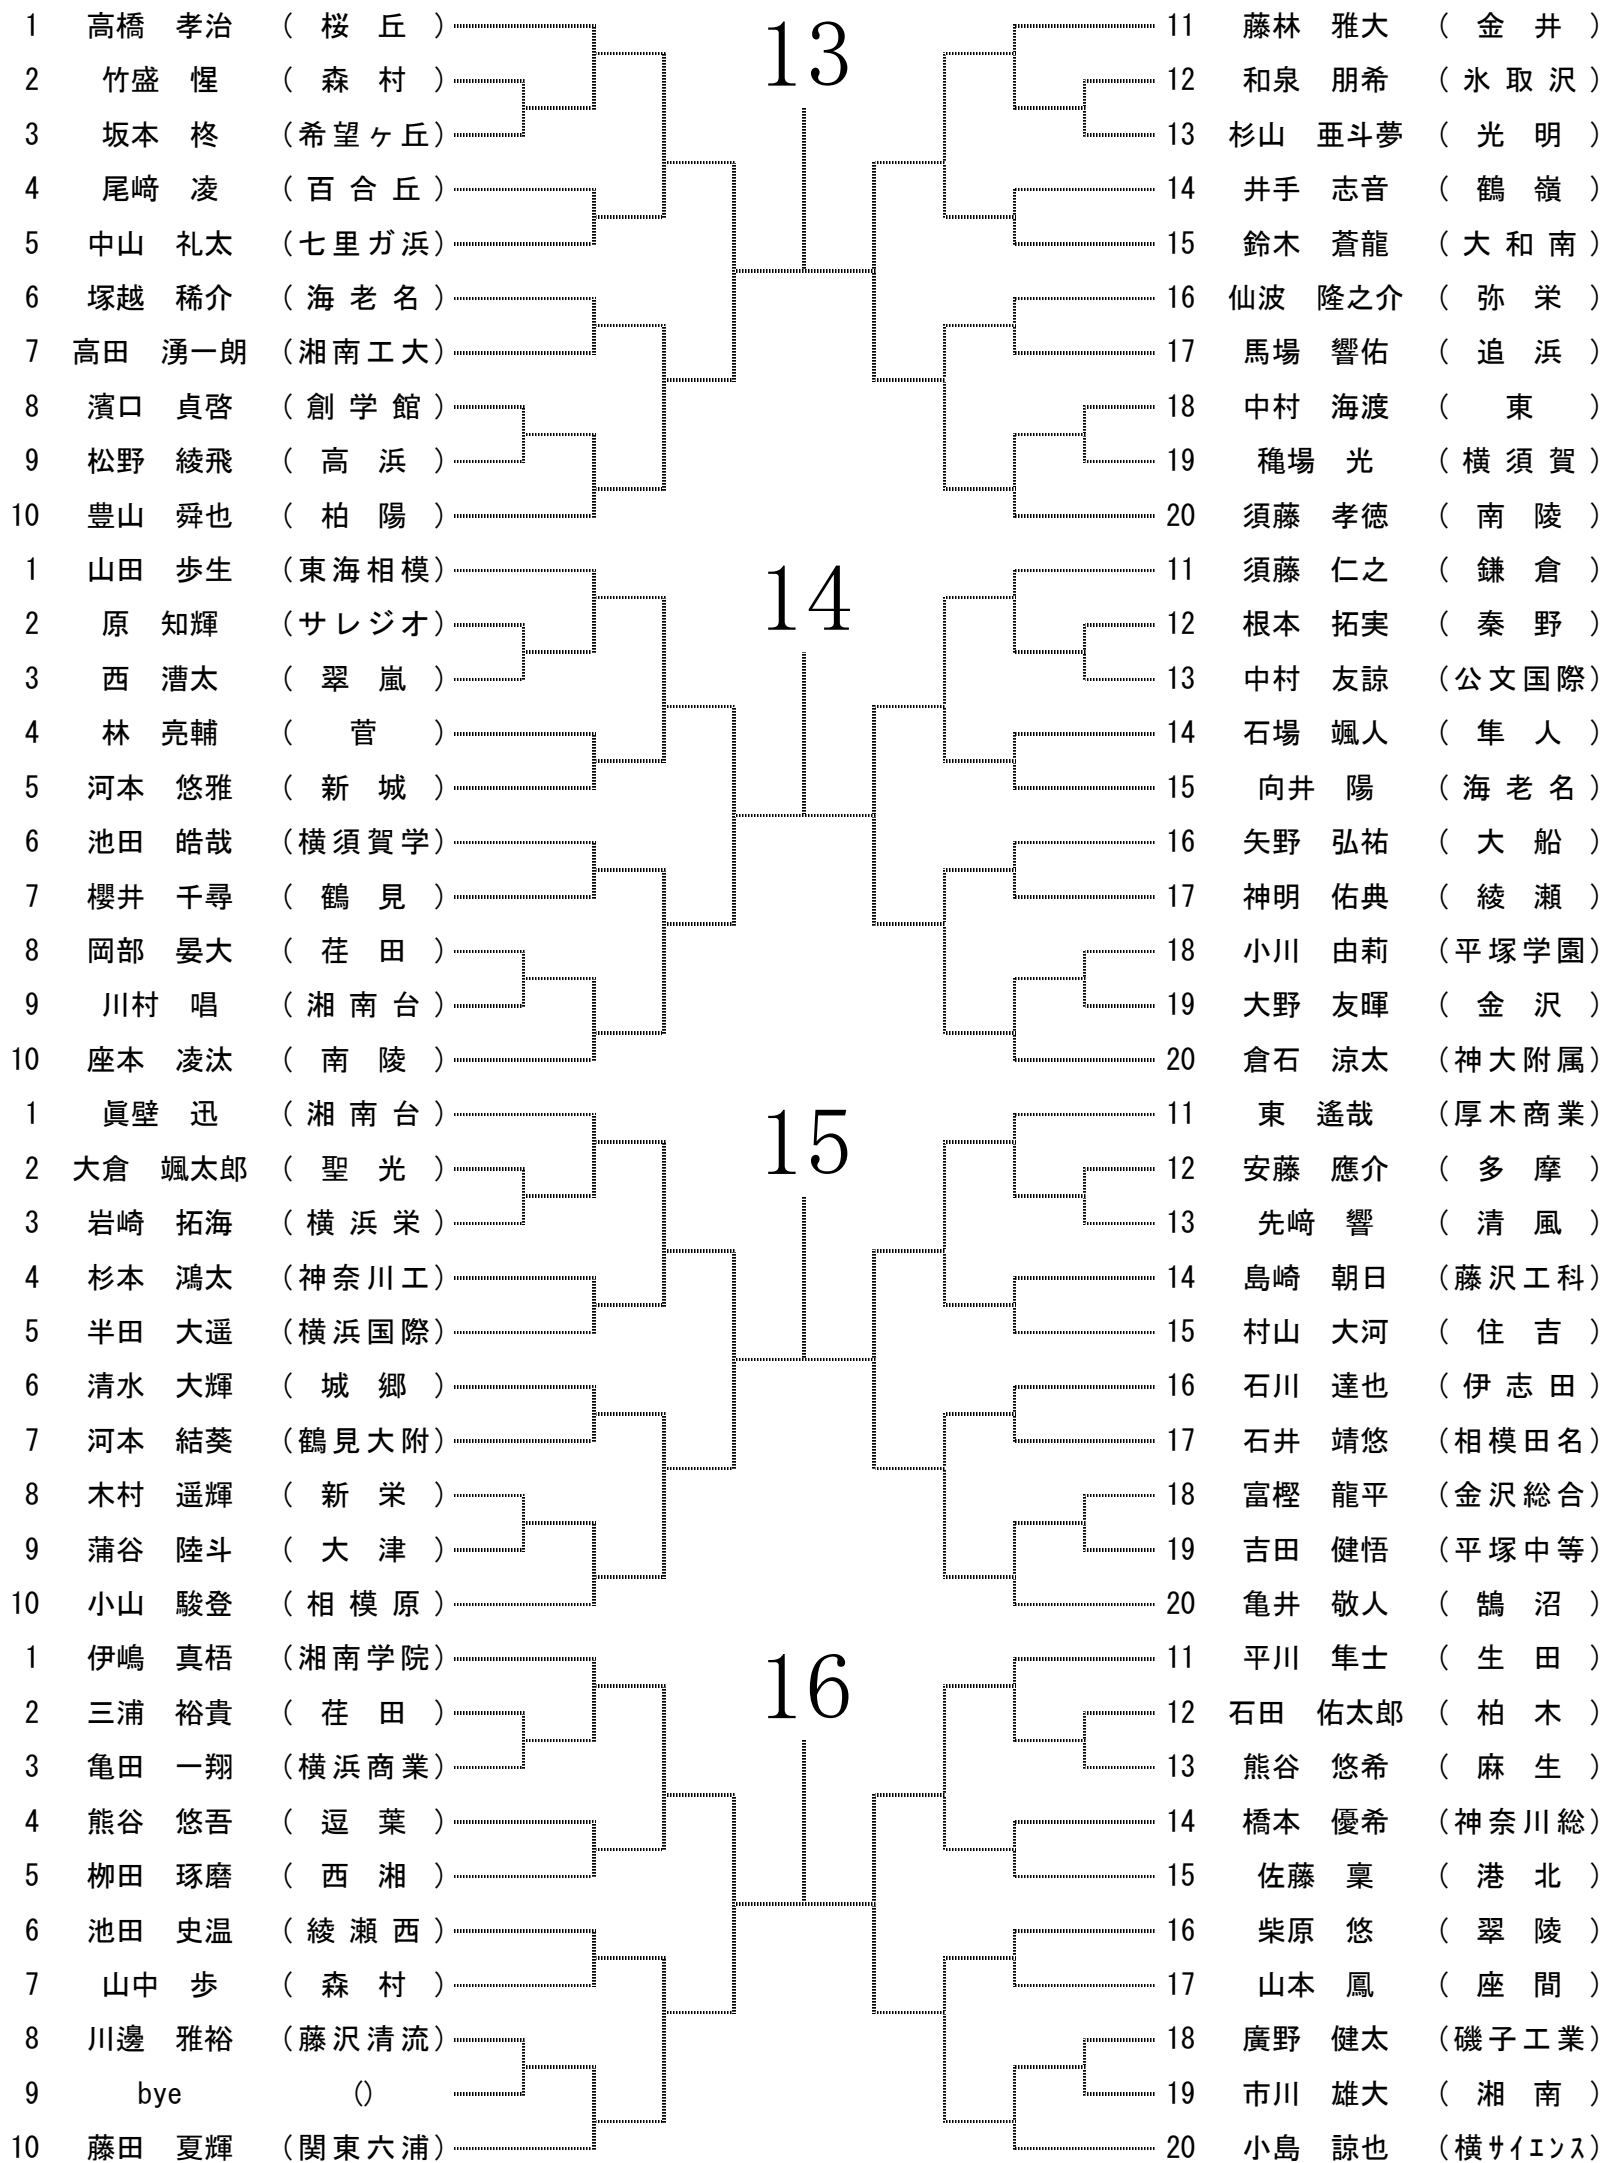 1 高橋 孝治 (桜丘) 13 11 藤林 雅大 (金井)
2 竹盛 惺 (森村) 12 和泉 朋希 (氷取沢)
3 坂本 柊 (希望ヶ丘) 13 杉山 亜斗夢 (光明)
4 尾﨑 凌 (百合丘) 14 井手 志音 (鶴嶺)
5 中山 礼太 (七里ガ浜) 15 鈴木 蒼龍 (大和南)
6 塚越 稀介 (海老名) 16 仙波 隆之介 (弥栄)
7 高田 湧一朗 (湘南工大) 17 馬場 響佑 (追浜)
8 濱口 貞啓 (創学館) 18 中村 海渡 (東)
9 松野 綾飛 (高浜) 19 穐場 光 (横須賀)
10 豊山 舜也 (柏陽) 20 須藤 孝徳 (南陵)
1 山田 歩生 (東海相模) 14 11 須藤 仁之 (鎌倉)
2 原 知輝 (サレジオ) 12 根本 拓実 (秦野)
3 西 漕太 (翠嵐) 13 中村 友諒 (公文国際)
4 林 亮輔 (菅) 14 石場 颯人 (隼人)
5 河本 悠雅 (新城) 15 向井 陽 (海老名)
6 池田 皓哉 (横須賀学) 16 矢野 弘祐 (大船)
7 櫻井 千尋 (鶴見) 17 神明 佑典 (綾瀬)
8 岡部 晏大 (荏田) 18 小川 由莉 (平塚学園)
9 川村 唱 (湘南台) 19 大野 友暉 (金沢)
10 座本 凌汰 (南陵) 20 倉石 涼太 (神大附属)
1 眞壁 迅 (湘南台) 15 11 東 遙哉 (厚木商業)
2 大倉 颯太郎 (聖光) 12 安藤 應介 (多摩)
3 岩崎 拓海 (横浜栄) 13 先﨑 響 (清風)
4 杉本 鴻太 (神奈川工) 14 島崎 朝日 (藤沢工科)
5 半田 大遥 (横浜国際) 15 村山 大河 (住吉)
6 清水 大輝 (城郷) 16 石川 達也 (伊志田)
7 河本 結葵 (鶴見大附) 17 石井 靖悠 (相模田名)
8 木村 遥輝 (新栄) 18 富樫 龍平 (金沢総合)
9 蒲谷 陸斗 (大津) 19 吉田 健悟 (平塚中等)
10 小山 駿登 (相模原) 20 亀井 敬人 (鵠沼)
1 伊嶋 真梧 (湘南学院) 16 11 平川 隼士 (生田)
2 三浦 裕貴 (荏田) 12 石田 佑太郎 (柏木)
3 亀田 一翔 (横浜商業) 13 熊谷 悠希 (麻生)
4 熊谷 悠吾 (逗葉) 14 橋本 優希 (神奈川総)
5 栁田 琢磨 (西湘) 15 佐藤 稟 (港北)
6 池田 史温 (綾瀬西) 16 柴原 悠 (翠陵)
7 山中 歩 (森村) 17 山本 鳳 (座間)
8 川邊 雅裕 (藤沢清流) 18 廣野 健太 (磯子工業)
9 bye () 19 市川 雄大 (湘南)
10 藤田 夏輝 (関東六浦) 20 小島 諒也 (横サイエンス)